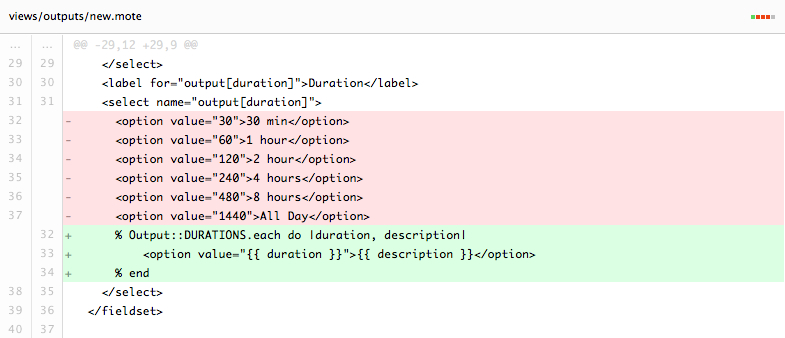 views/outputs/new.mote
... ... @@ -29,12 +29,9 @@
29 29 </select>
30 30 <label for="output[duration]">Duration</label>
31 31 <select name="output[duration]">
32 - <option value="30">30 min</option>
33 - <option value="60">1 hour</option>
34 - <option value="120">2 hour</option>
35 - <option value="240">4 hours</option>
36 - <option value="480">8 hours</option>
37 - <option value="1440">All Day</option>
32 + % Output::DURATIONS.each do |duration, description|
33 + <option value="{{ duration }}">{{ description }}</option>
34 + % end
38 35 </select>
39 36 </fieldset>
40 37